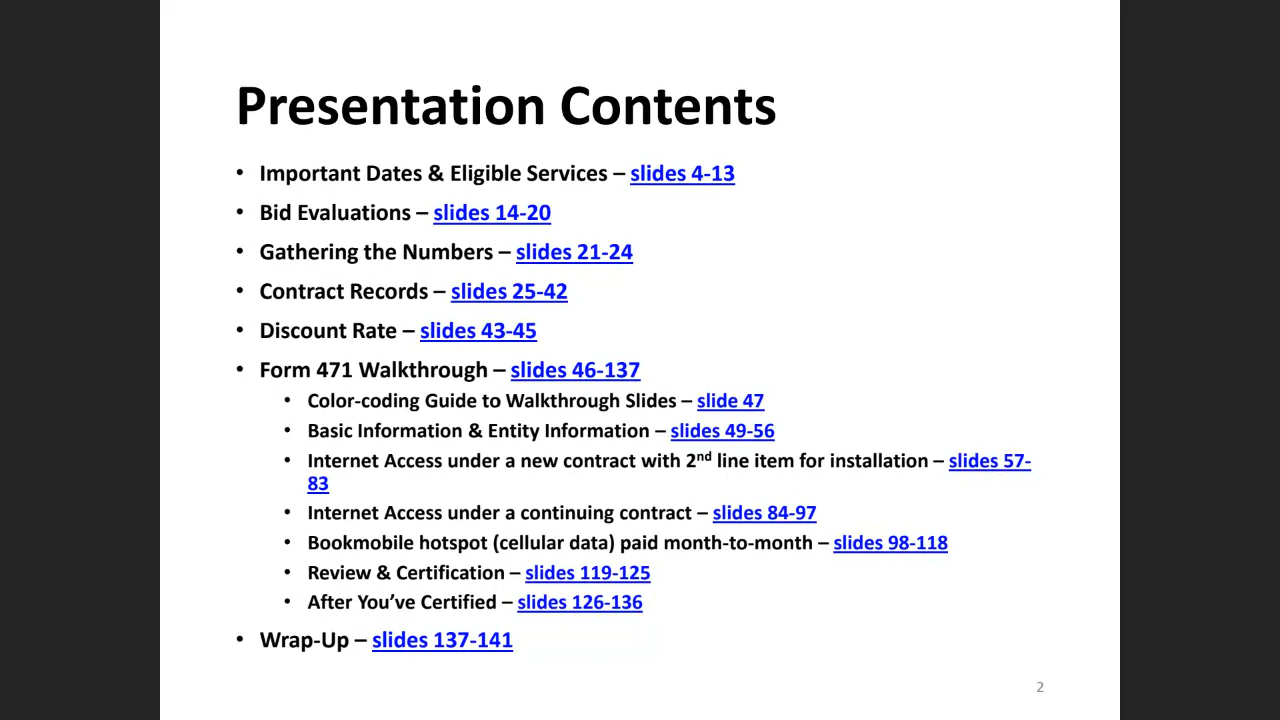 Presentation Contents
• Important Dates & Eligible Services – slides 4-13
• Bid Evaluations – slides 14-20
• Gathering the Numbers – slides 21-24
• Contract Records – slides 25-42
• Discount Rate – slides 43-45
• Form 471 Walkthrough – slides 46-137
• Color-coding Guide to Walkthrough Slides – slide 47
• Basic Information & Entity Information – slides 49-56
• Internet Access under a new contract with 2nd line item for installation – slides 57-
83
• Internet Access under a continuing contract – slides 84-97
• Bookmobile hotspot (cellular data) paid month-to-month – slides 98-118
• Review & Certification – slides 119-125
• After You’ve Certified – slides 126-136
• Wrap-Up – slides 137-141
2